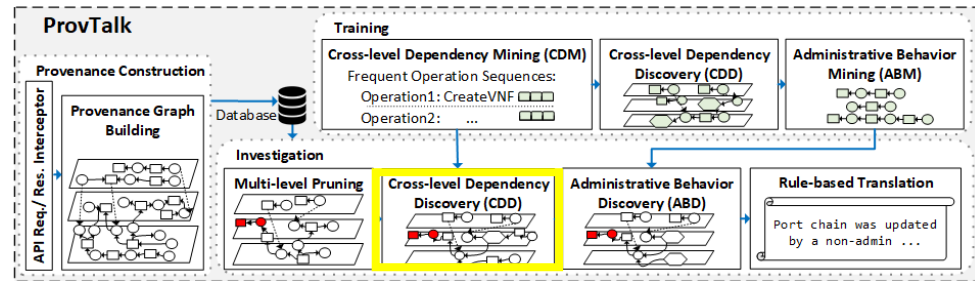 ProvTalk
Provenance Construction
API Req./ Res. Interceptor
Provenance Graph
Building
Database
Training
Cross-level Dependency Mining (CDM)
Frequent Operation Sequences:
Operation1: CreateVNF
Operation2: ...
Cross-level Dependency
Discovery (CDD)
Administrative Behavior
Mining (ABM)
Investigation
Multi-level Pruning
Cross-level Dependency
Discovery (CDD)
Administrative Behavior
Discovery (ABD)
Rule-based Translation
Port chain was updated
by a non-admin ...